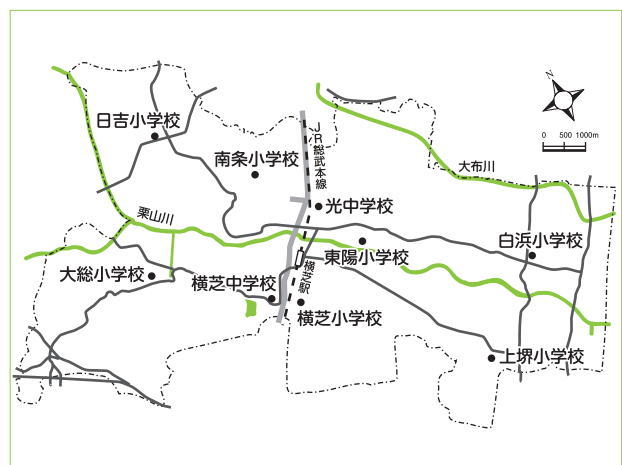 N
0 500 1000m
日吉小学校
南条小学校
JR総武本線
大布川
光中学校
栗山川
白浜小学校
東陽小学校
大総小学校
横芝中学校
横芝駅
横芝小学校
上堺小学校